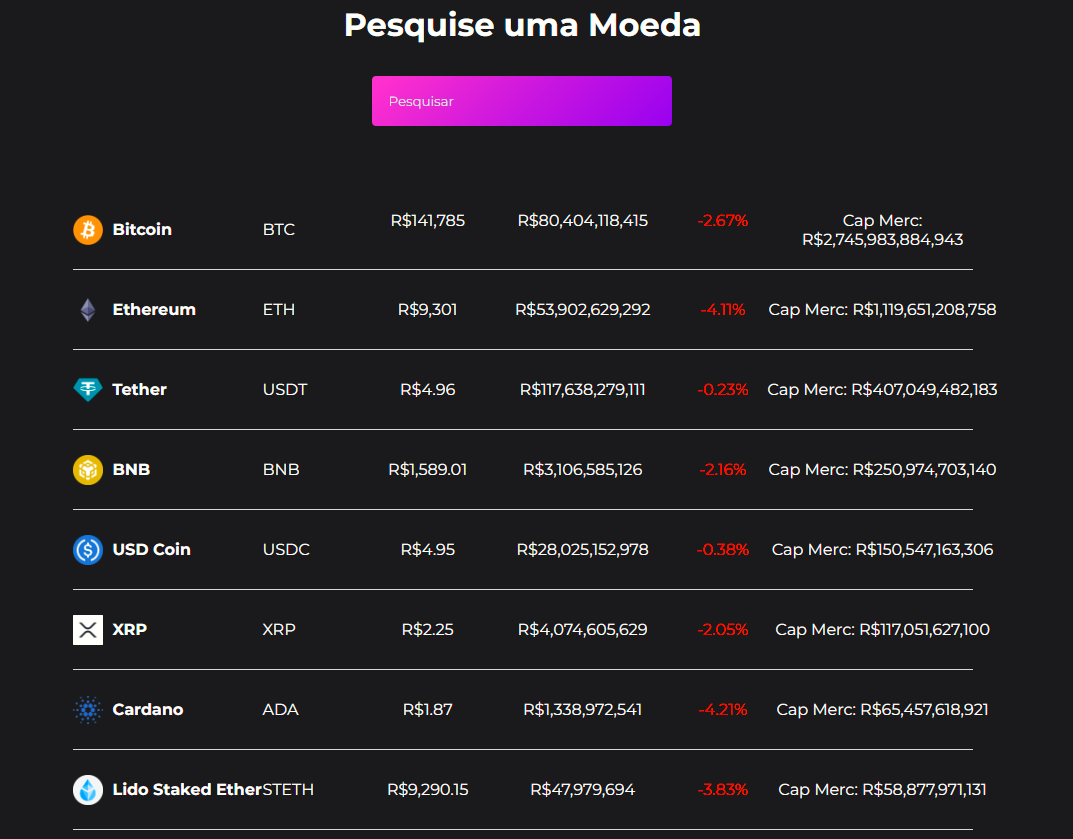 Pesquise uma Moeda
Pesquisar
Bitcoin BTC R$141,785 R$80,404,118,415 -2.67% Cap Merc:
R$2,745,983,884,943
Ethereum ETH R$9,301 R$53,902,629,292 -4.11% Cap Merc: R$1,119,651,208,758
Tether USDT R$4.96 R$117,638,279,111 -0.23% Cap Merc: R$407,049,482,183
BNB BNB R$1,589.01 R$3,106,585,126 -2.16% Cap Merc: R$250,974,703,140
USD Coin USDC R$4.95 R$28,025,152,978 -0.38% Cap Merc: R$150,547,163,306
XRP XRP R$2.25 R$4,074,605,629 -2.05% Cap Merc: R$117,051,627,100
Cardano ADA R$1.87 R$1,338,972,541 -4.21% Cap Merc: R$65,457,618,921
Lido Staked Ether STETH R$9,290.15 R$47,979,694 -3.83% Cap Merc: R$58,877,971,131